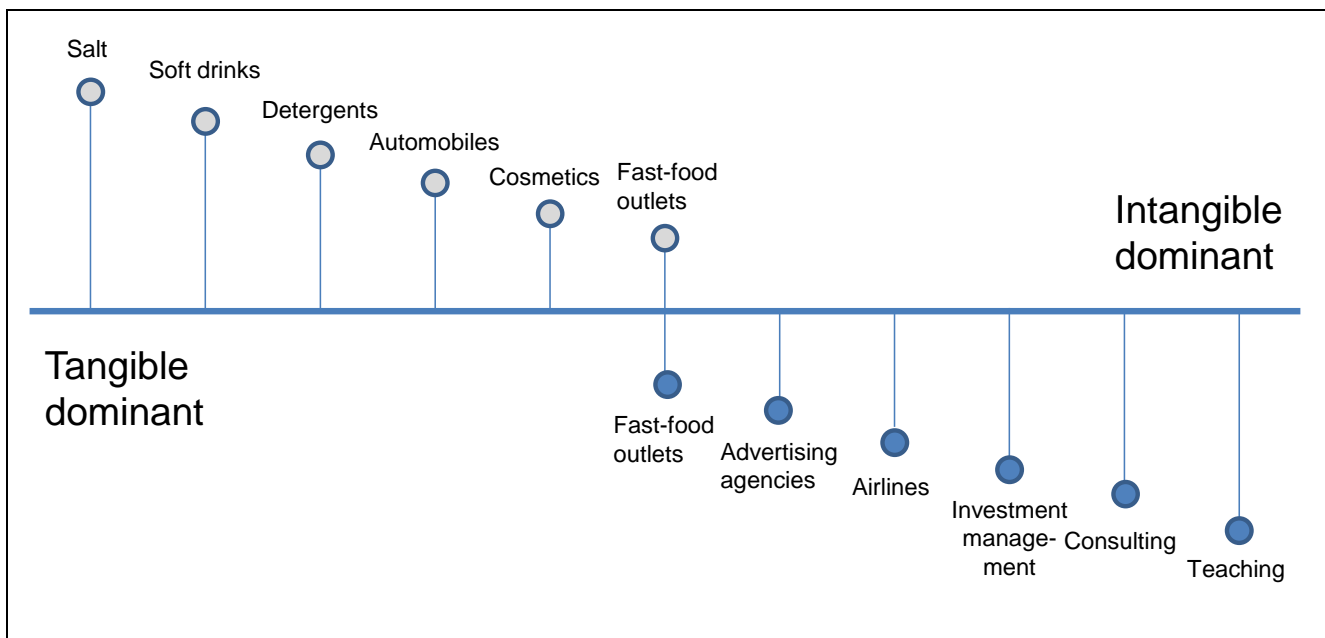 Salt
Soft drinks
Detergents
Automobiles
Cosmetics
Fast-food
outlets
Intangible
dominant
Tangible
dominant
Fast-food
outlets
Advertising
agencies
Airlines
Investment
manage-
ment
Consulting
Teaching